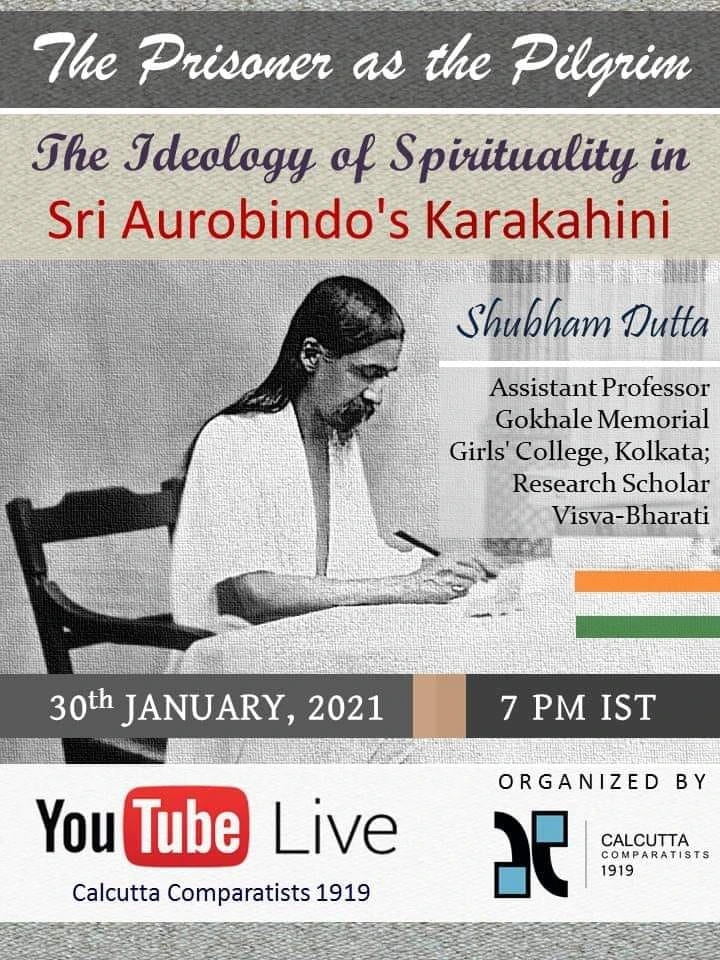 The Prisoner as the Pilgrim
The Ideology of Spirituality in
Sri Aurobindo's Karakahini
Shubham Dutta
Assistant Professor
Gokhale Memorial
Girls' College, Kolkata;
Research Scholar
Visva-Bharati
30th JANUARY, 2021
7 PM IST
YouTube Live
Calcutta Comparatists 1919
ORGANIZED BY
CALCUTTA
COMPARATISTS
1919